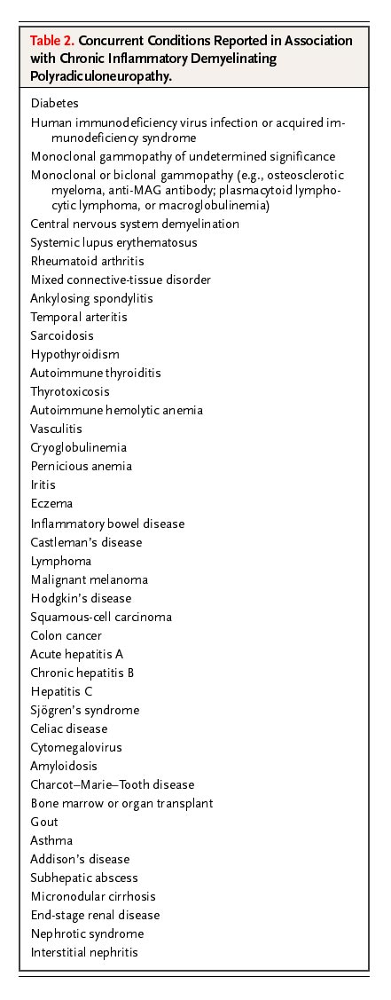 Table 2. Concurrent Conditions Reported in Association
with Chronic Inflammatory Demyelinating
Polyradiculoneuropathy.
Diabetes
Human immunodeficiency virus infection or acquired im-
munodeficiency syndrome
Monoclonal gammopathy of undetermined significance
Monoclonal or biclonal gammopathy (e.g., osteosclerotic
myeloma, anti-MAG antibody; plasmacytoid lympho-
cytic lymphoma, or macroglobulinemia)
Central nervous system demyelination
Systemic lupus erythematosus
Rheumatoid arthritis
Mixed connective-tissue disorder
Ankylosing spondylitis
Temporal arteritis
Sarcoidosis
Hypothyroidism
Autoimmune thyroiditis
Thyrotoxicosis
Autoimmune hemolytic anemia
Vasculitis
Cryoglobulinemia
Pernicious anemia
Iritis
Eczema
Inflammatory bowel disease
Castleman's disease
Lymphoma
Malignant melanoma
Hodgkin's disease
Squamous-cell carcinoma
Colon cancer
Acute hepatitis A
Chronic hepatitis B
Hepatitis C
Sjögren's syndrome
Celiac disease
Cytomegalovirus
Amyloidosis
Charcot–Marie–Tooth disease
Bone marrow or organ transplant
Gout
Asthma
Addison's disease
Subhepatic abscess
Micronodular cirrhosis
End-stage renal disease
Nephrotic syndrome
Interstitial nephritis